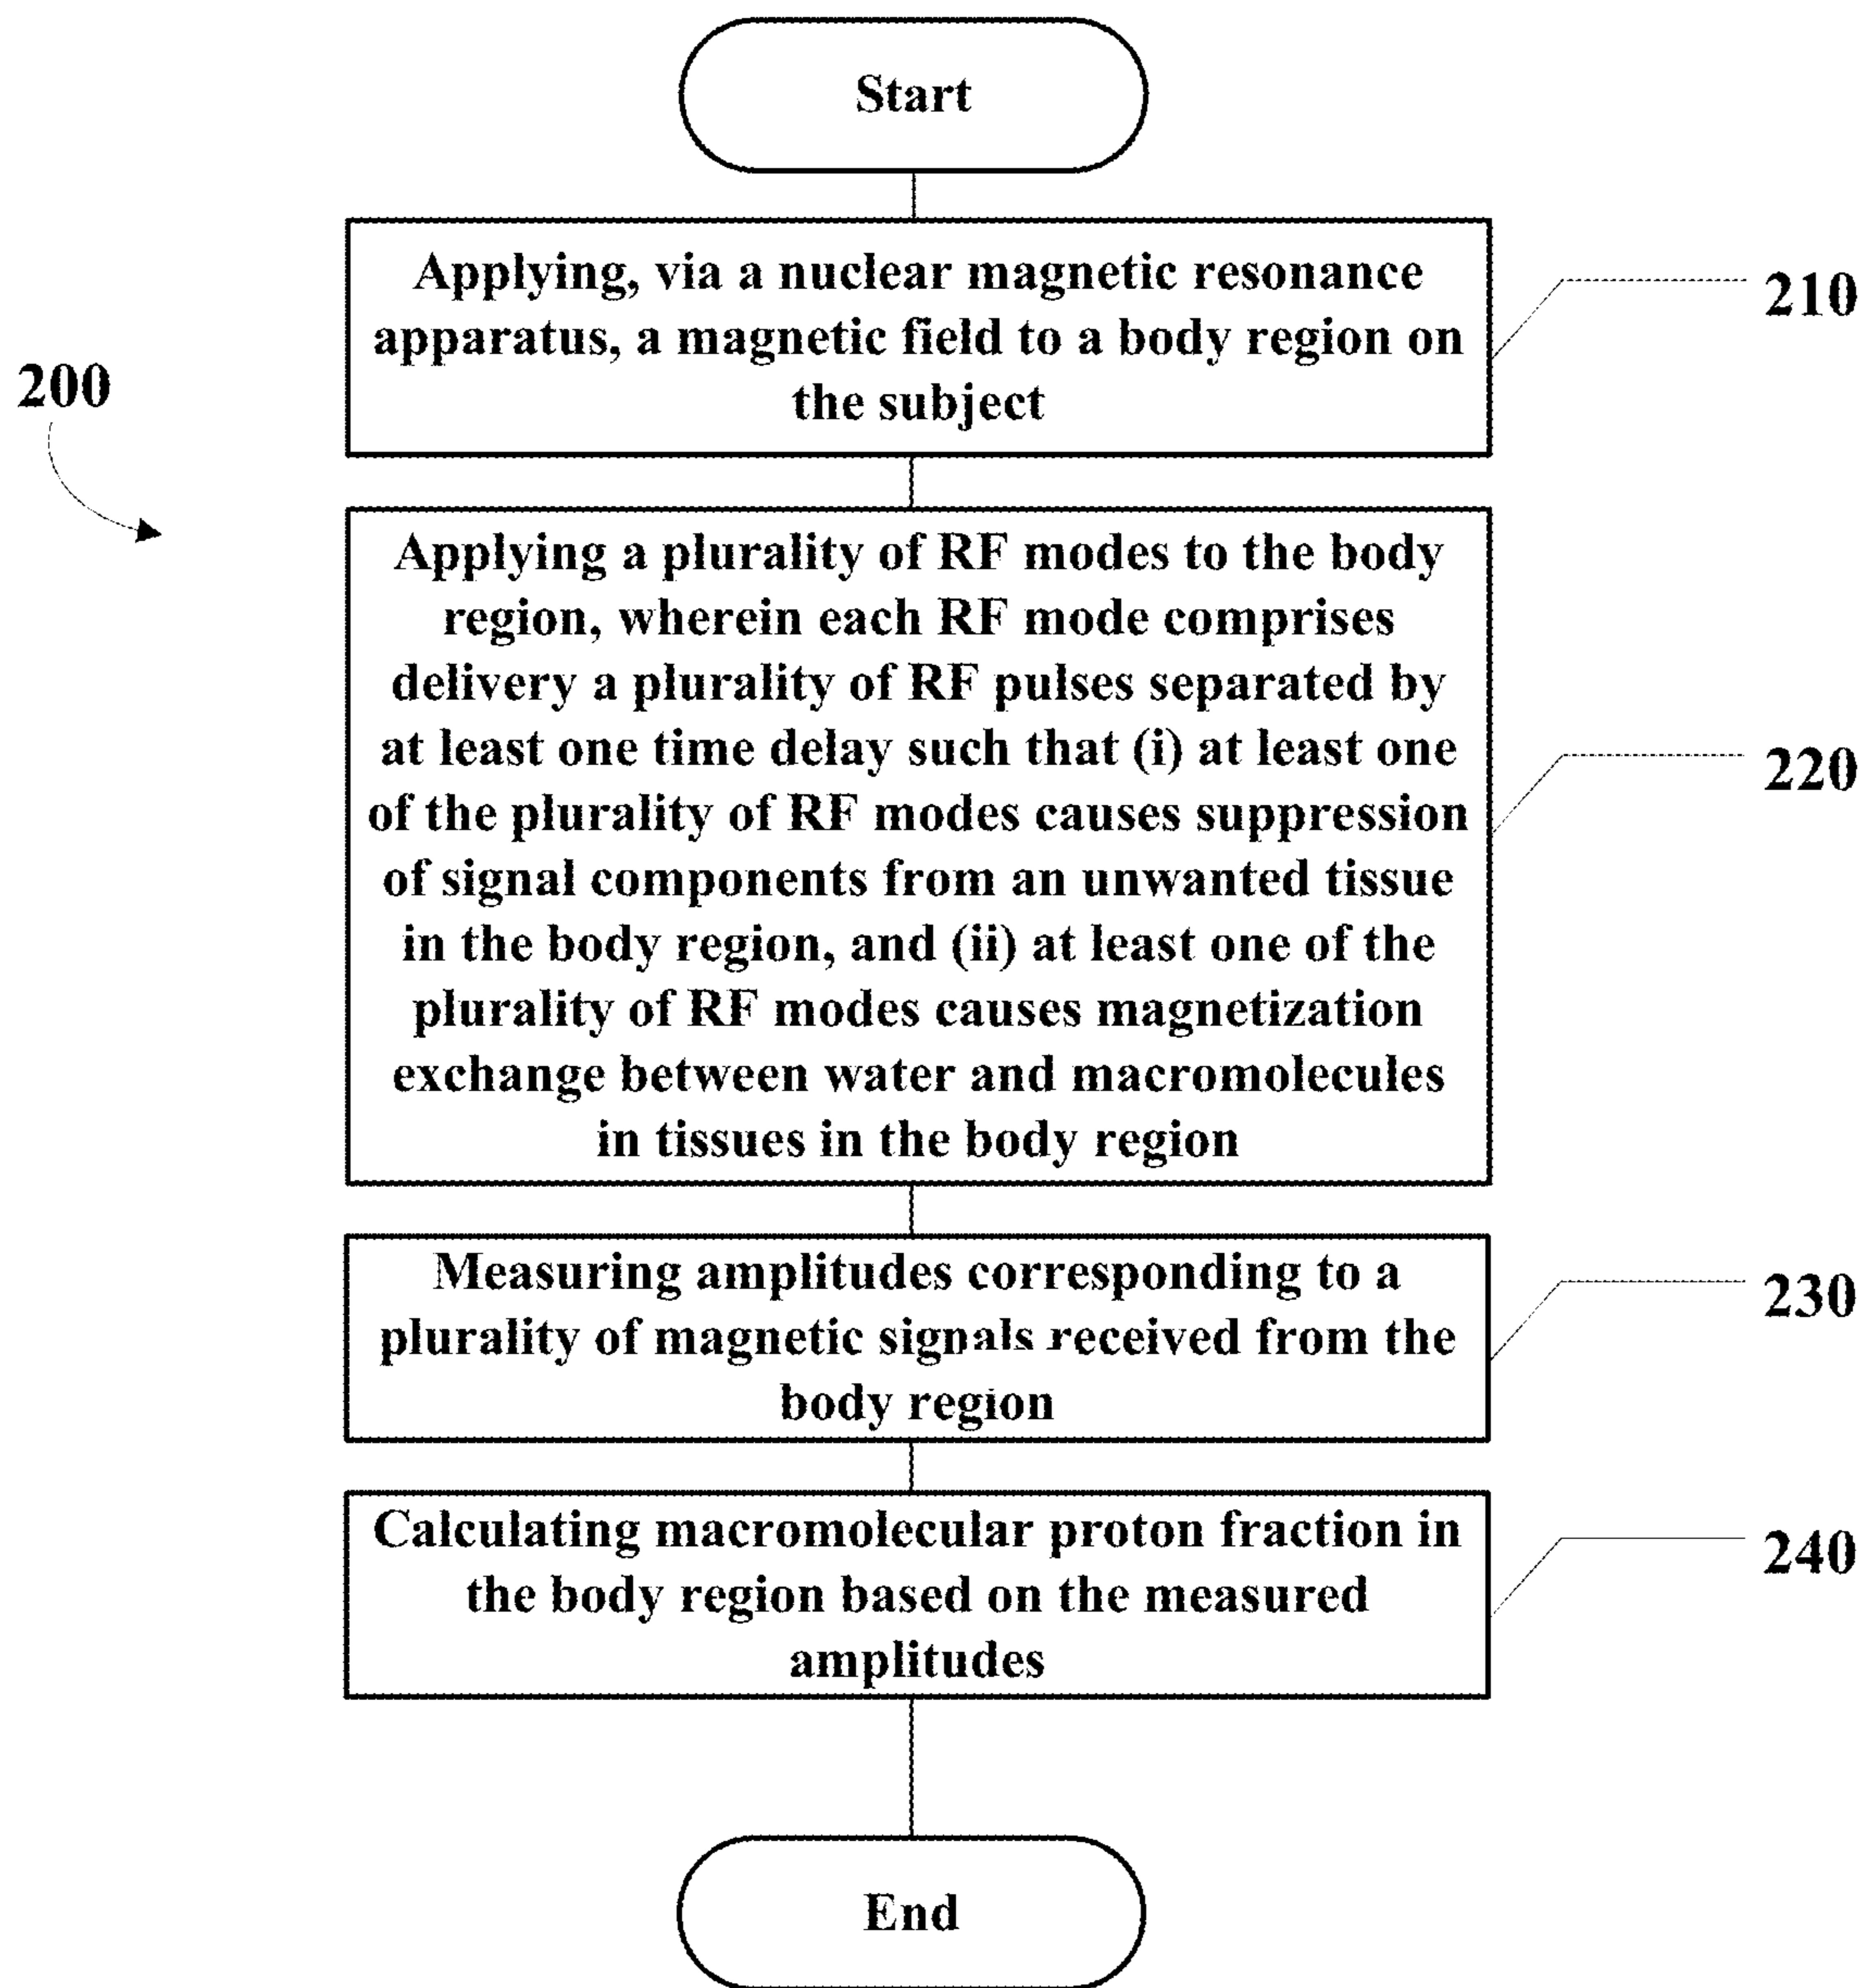 Start
Applying, via a nuclear magnetic resonance
apparatus, a magnetic field to a body region on
the subject
210
200
Applying a plurality of RF modes to the body
region, wherein each RF mode comprises
delivery a plurality of RF pulses separated by
at least one time delay such that (i) at least one
of the plurality of RF modes causes suppression
of signal components from an unwanted tissue
in the body region, and (ii) at least one of the
plurality of RF modes causes magnetization
exchange between water and macromolecules
in tissues in the body region
220
Measuring amplitudes corresponding to a
plurality of magnetic signals received from the
body region
230
Calculating macromolecular proton fraction in
the body region based on the measured
amplitudes
240
End